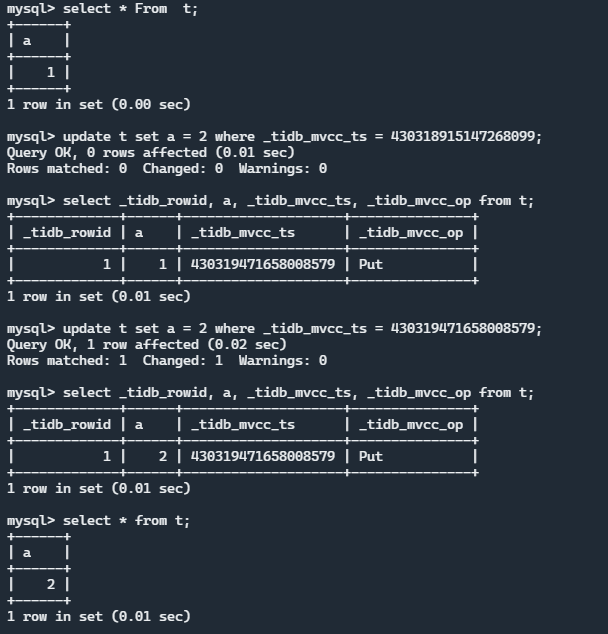 mysql> select * From  t;
+------+
| a    |
+------+
|    1 |
+------+
1 row in set (0.00 sec)

mysql> update t set a = 2 where _tidb_mvcc_ts = 430318915147268099;
Query OK, 0 rows affected (0.01 sec)
Rows matched: 0  Changed: 0  Warnings: 0

mysql> select _tidb_rowid, a, _tidb_mvcc_ts, _tidb_mvcc_op from t;
+-------------+------+--------------------+---------------+
| _tidb_rowid | a    | _tidb_mvcc_ts      | _tidb_mvcc_op |
+-------------+------+--------------------+---------------+
|           1 |    1 | 430319471658008579 | Put           |
+-------------+------+--------------------+---------------+
1 row in set (0.01 sec)

mysql> update t set a = 2 where _tidb_mvcc_ts = 430319471658008579;
Query OK, 1 row affected (0.02 sec)
Rows matched: 1  Changed: 1  Warnings: 0

mysql> select _tidb_rowid, a, _tidb_mvcc_ts, _tidb_mvcc_op from t;
+-------------+------+--------------------+---------------+
| _tidb_rowid | a    | _tidb_mvcc_ts      | _tidb_mvcc_op |
+-------------+------+--------------------+---------------+
|           1 |    2 | 430319471658008579 | Put           |
+-------------+------+--------------------+---------------+
1 row in set (0.01 sec)

mysql> select * from t;
+------+
| a    |
+------+
|    2 |
+------+
1 row in set (0.01 sec)